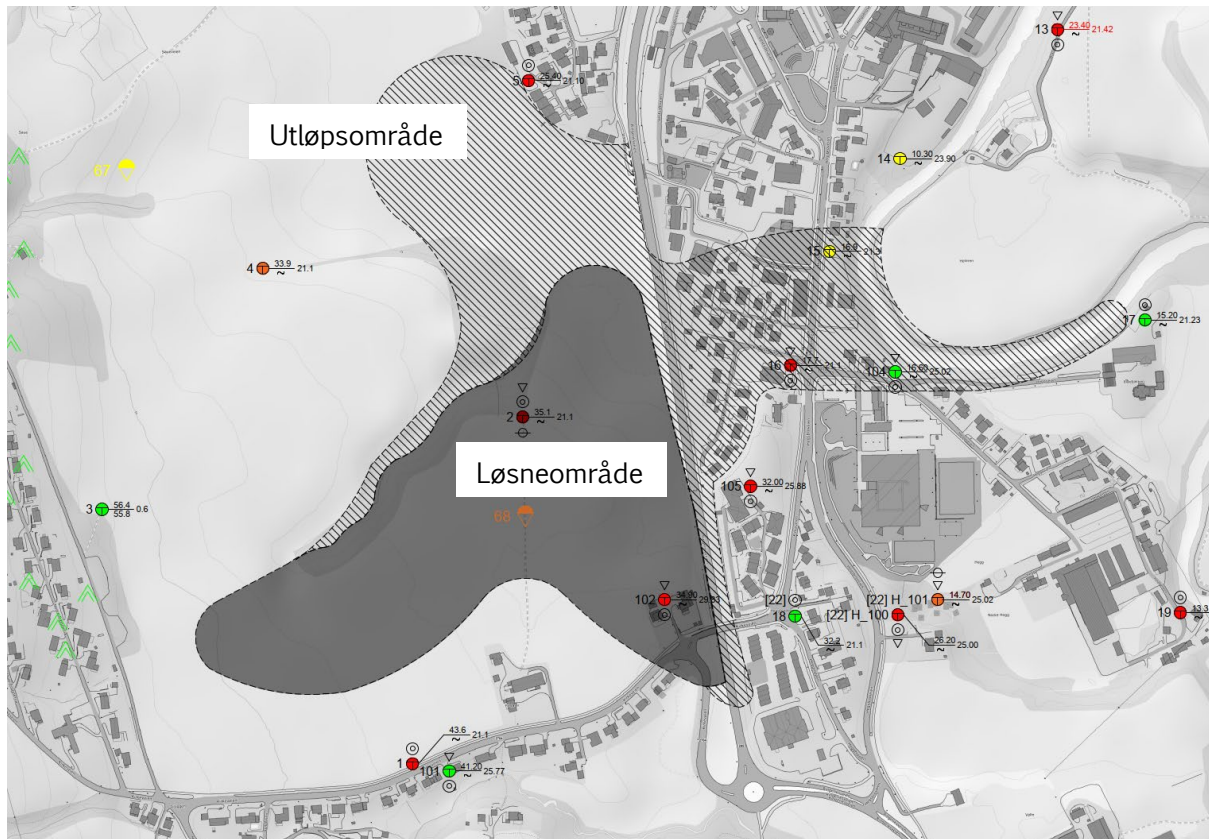 13 23.40 21.42
~
5 25.40 21.10
~
Utløpsområde
14 10.30 23.90
~
67
15 16.9 21.3
~
4 33.9 21.1
~
17 15.20 21.23
~
16 17.7 21.1
~
104 16.60 25.02
~
2 35.1 21.1
~
Løsneområde
105 32.00 25.88
~
3 56.4 0.6
55.8
68
102 34.90 29.83
~
[22]
18
32.2 21.1
~
[22] H_101 14.70 25.02
~
[22] H_100
26.20 25.00
~
19 13.3
~
1 43.6 21.1
~
101 41.20 25.77
~